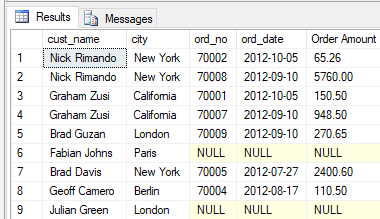 Results Messages
cust_name city ord_no ord_date Order Amount
1 Nick Rimando New York 70002 2012-10-05 65.26
2 Nick Rimando New York 70008 2012-09-10 5760.00
3 Graham Zusi California 70001 2012-10-05 150.50
4 Graham Zusi California 70007 2012-09-10 948.50
5 Brad Guzan London 70009 2012-09-10 270.65
6 Fabian Johns Paris NULL NULL NULL
7 Brad Davis New York 70005 2012-07-27 2400.60
8 Geoff Camero Berlin 70004 2012-08-17 110.50
9 Julian Green London NULL NULL NULL